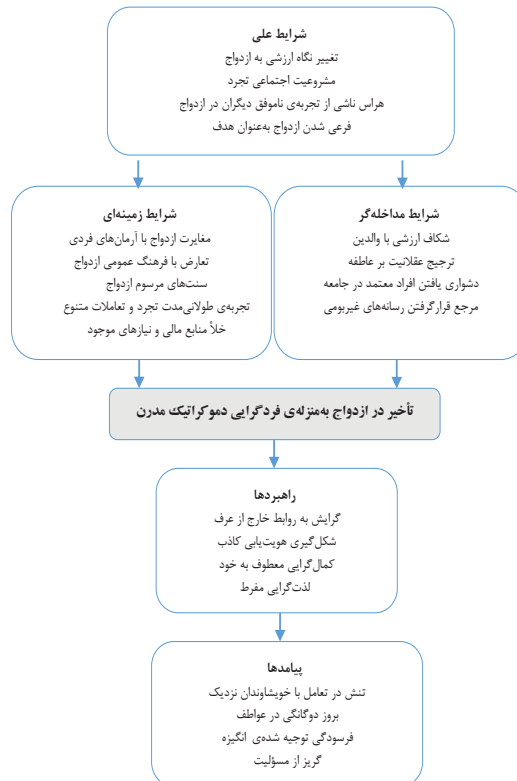 شرایط علی
تغییر نگاه ارزشی به ازدواج
مشروعیت اجتماعی تجرد
هراس ناشی از تجربه‌ی ناموفق دیگران در ازدواج
فرعی شدن ازدواج به‌عنوان هدف
شرایط مداخله‌گر
شکاف ارزشی با والدین
ترجیح عقلانیت بر عاطفه
دشواری یافتن افراد معتمد در جامعه
مرجع قرارگرفتن رسانه‌های غیربومی
شرایط زمینه‌ای
مغایرت ازدواج با آرمان‌های فردی
تعارض با فرهنگ عمومی ازدواج
سنت‌های مرسوم ازدواج
تجربه‌ی طولانی‌مدت تجرد و تعاملات متنوع
خلأ منابع مالی و نیازهای موجود
تأخیر در ازدواج به‌منزله‌ی فردگرایی دموکراتیک مدرن
راهبردها
گرایش به روابط خارج از عرف
شکل‌گیری هویت‌یابی کاذب
کمال‌گرایی معطوف به خود
لذت‌گرایی مفرط
پیامدها
تنش در تعامل با خویشاوندان نزدیک
بروز دوگانگی در عواطف
فرسودگی توجیه شده‌ی انگیزه
گریز از مسئولیت